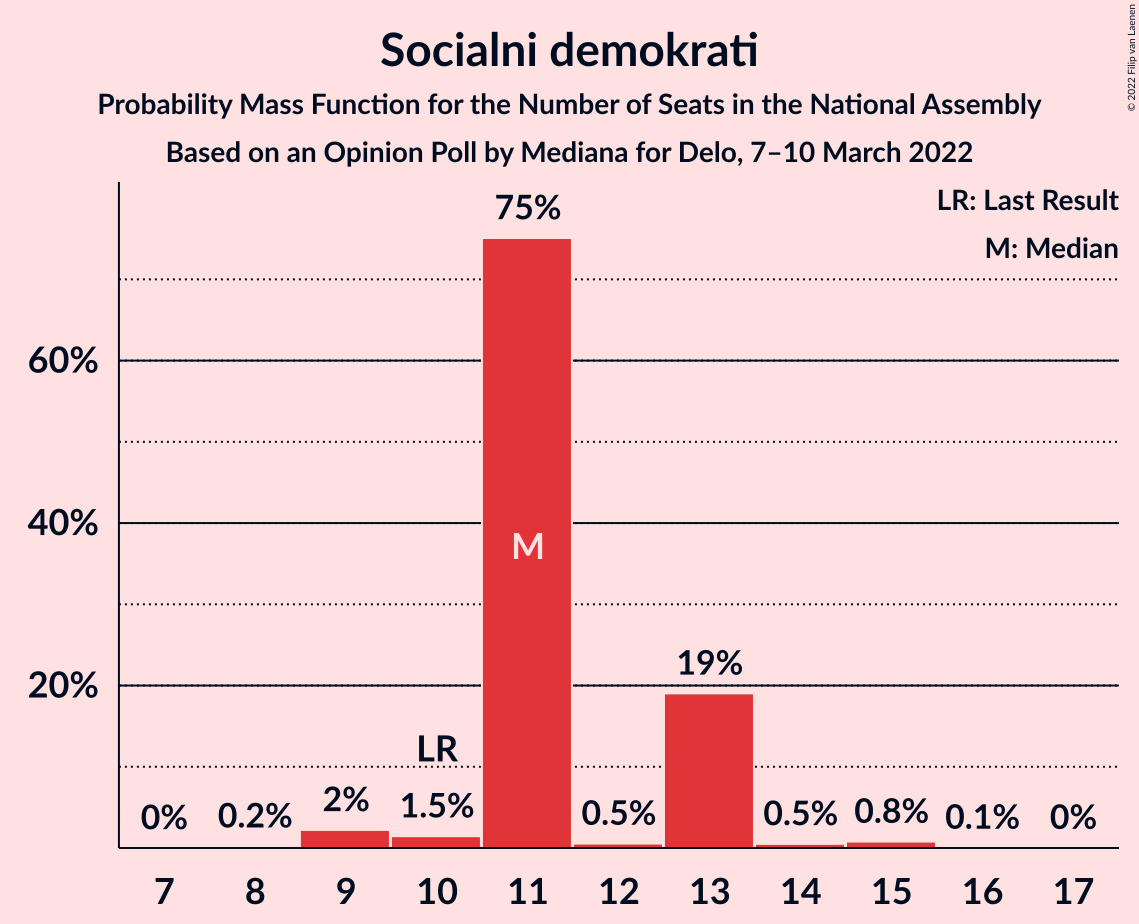 Socialni demokrati
Probability Mass Function for the Number of Seats in the National Assembly
Based on an Opinion Poll by Mediana for Delo, 7–10 March 2022
© 2022 Filip van Laenen
LR: Last Result
M: Median
75%
60%
40%
M
19%
20%
LR
0% 0.2% 2% 1.5% 0.5% 0.5% 0.8% 0.1% 0%
7 8 9 10 11 12 13 14 15 16 17